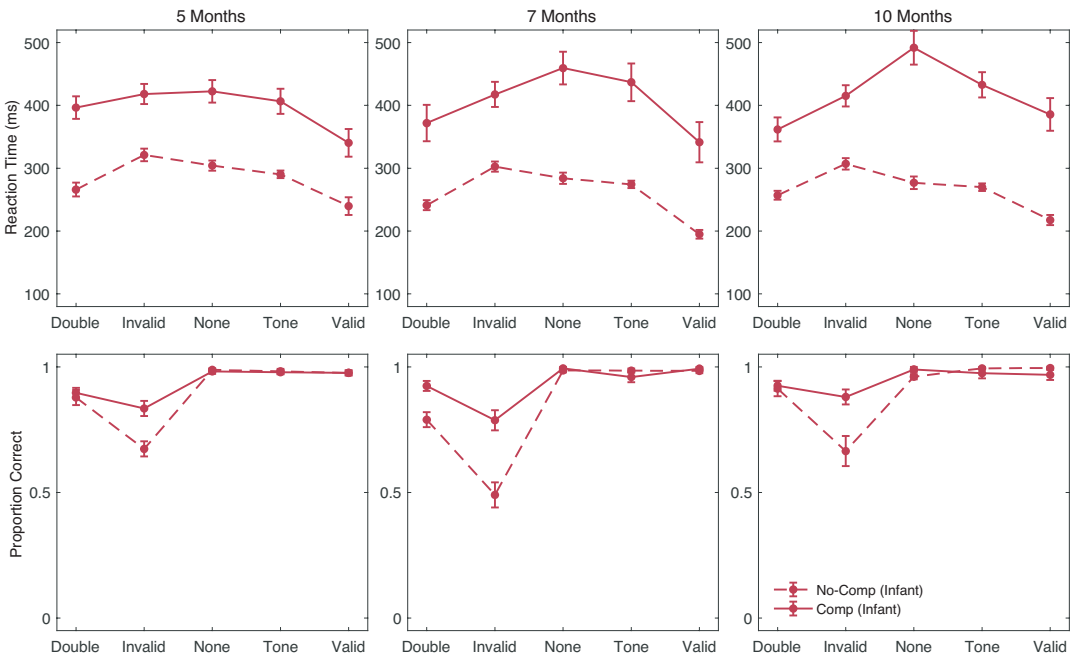 5 Months
7 Months
10 Months
Reaction Time (ms)
500
400
300
200
100
500
400
300
200
100
500
400
300
200
100
Double Invalid None Tone Valid
Double Invalid None Tone Valid
Double Invalid None Tone Valid
Proportion Correct
1
0.5
0
1
0.5
0
1
0.5
0
No-Comp (Infant)
Comp (Infant)
Double Invalid None Tone Valid
Double Invalid None Tone Valid
Double Invalid None Tone Valid